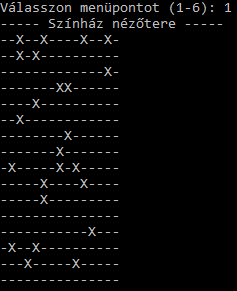 Válasszon menüpontot (1-6): 1
----- Színház nézőtere -----
--X--X----X--X-
--X-X----------
-------------X-
-------XX------
----X----------
--X------------
--------X------
-------X-------
-X-----X-X-----
-----X----X----
-----X---------
---------------
-----------X---
-X--X----------
---X-----X-----
---------------